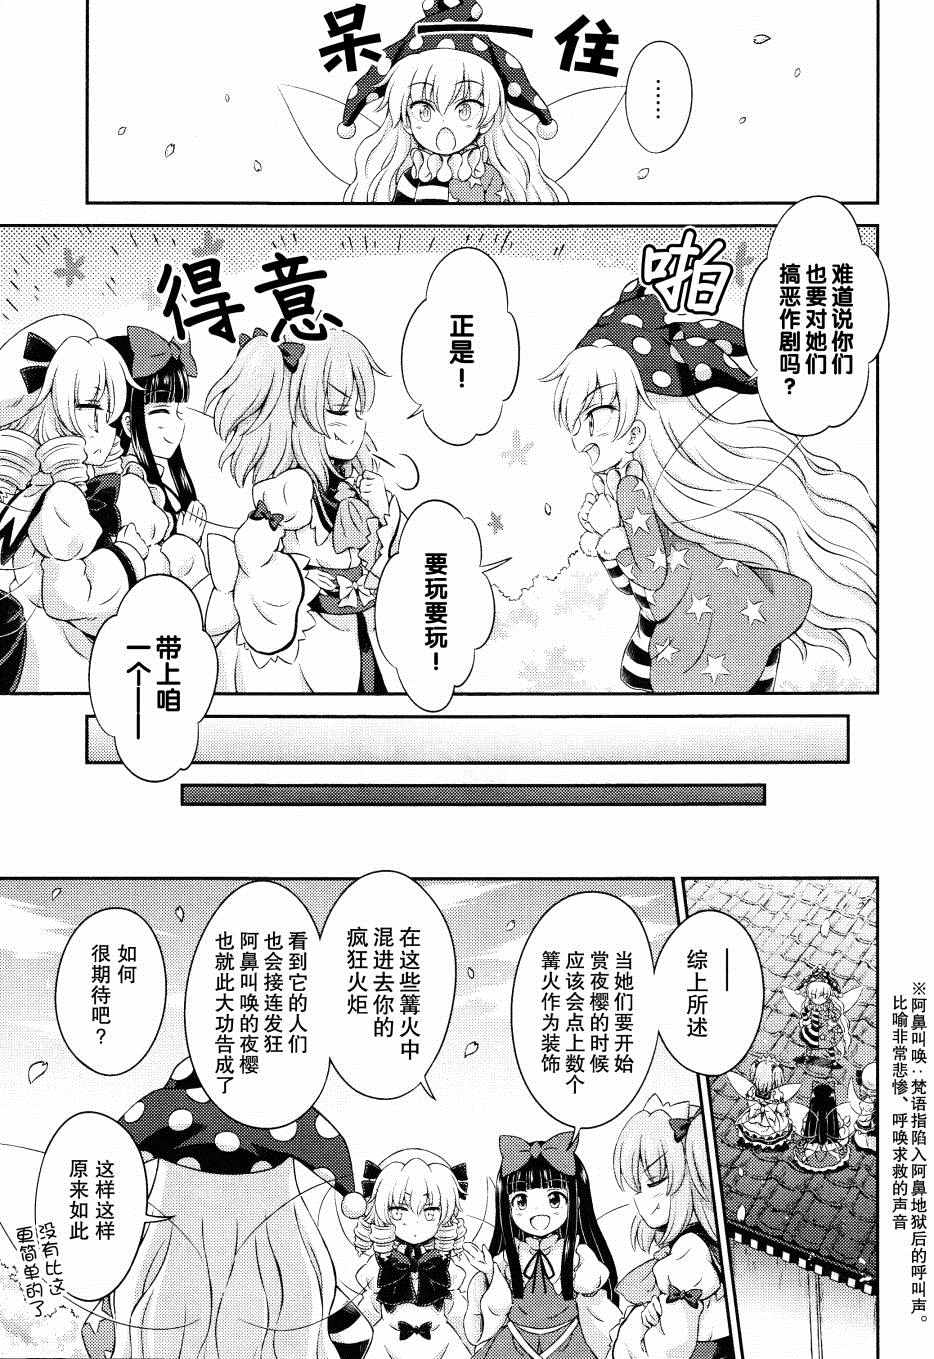 呆——住
……
难道说你们
也要对她们
搞恶作剧吗？
啪
正是！
得意
要玩要玩！
带上咱
一个——
——
综上所述
当她们要开始
赏夜樱的时候
应该会点上数个
篝火作为装饰
在这些篝火中
混进去你的
疯狂火炬
看到它的人们
也会接连发狂
阿鼻叫唤的夜樱
也就此大功告成了
如何
很期待吧？
这样这样
原来如此
没有比这
更简单的了
※阿鼻叫唤：梵语指陷入阿鼻地狱后的呼叫声。
比喻非常悲惨、呼唤求救的声音